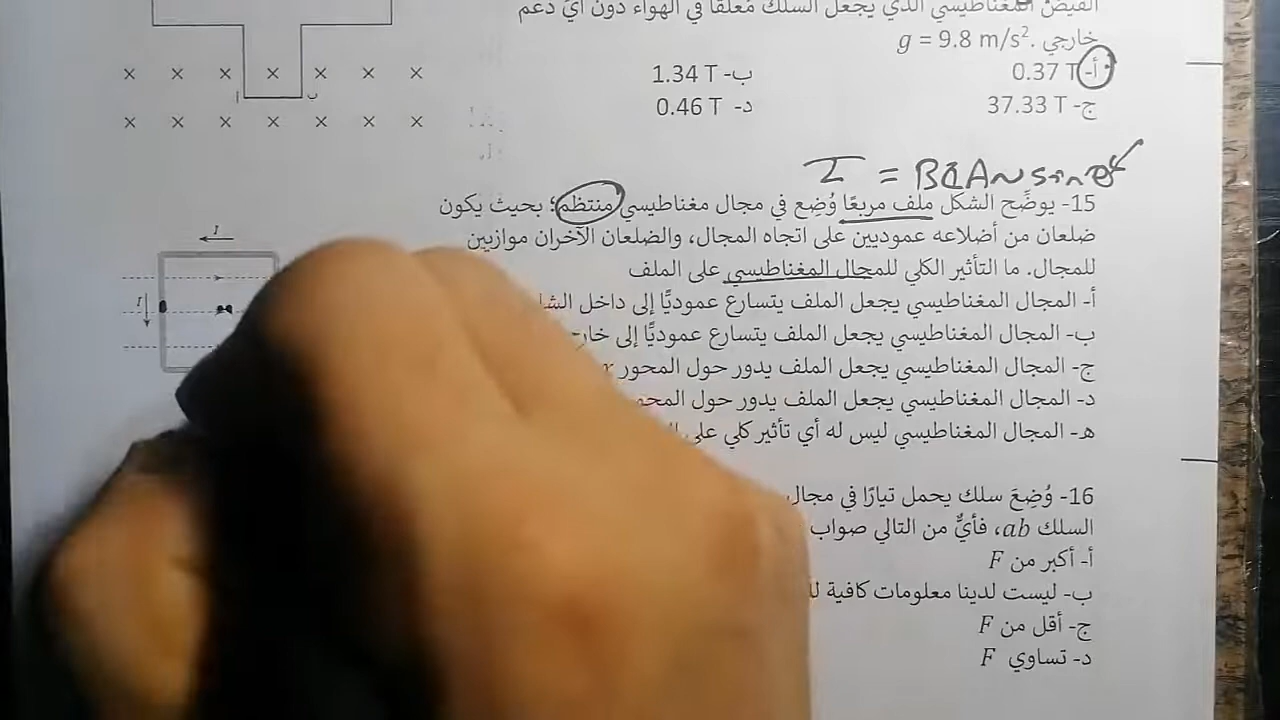 الفيض المغناطيسي الذي يجعل السلك مُعلقًا في الهواء دون أيّ دعم
خارجي. g = 9.8 m/s².
أ- 0.37 T
ب- 1.34 T
ج- 37.33 T
د- 0.46 T
أ ب
= B I A N sin θ
15- يوضِّح الشكل ملف مربعًا وُضِع في مجال مغناطيسي منتظم؛ بحيث يكون
ضلعان من أضلاعه عموديين على اتجاه المجال، والضلعان الآخران موازيين
للمجال. ما التأثير الكلي للمجال المغناطيسي على الملف
أ- المجال المغناطيسي يجعل الملف يتسارع عموديًّا إلى داخل
ب- المجال المغناطيسي يجعل الملف يتسارع عموديًّا إلى
ج- المجال المغناطيسي يجعل الملف يدور حول المحور
د- المجال المغناطيسي يجعل الملف يدور حول
هـ- المجال المغناطيسي ليس له أي تأثير كلي على
I
I
16- وُضِعَ سلك يحمل تيارًا في مجال
السلك ab، فأيٌّ من التالي صواب
أ- أكبر من F
ب- ليست لدينا معلومات كافية
ج- أقل من F
د- تساوي F